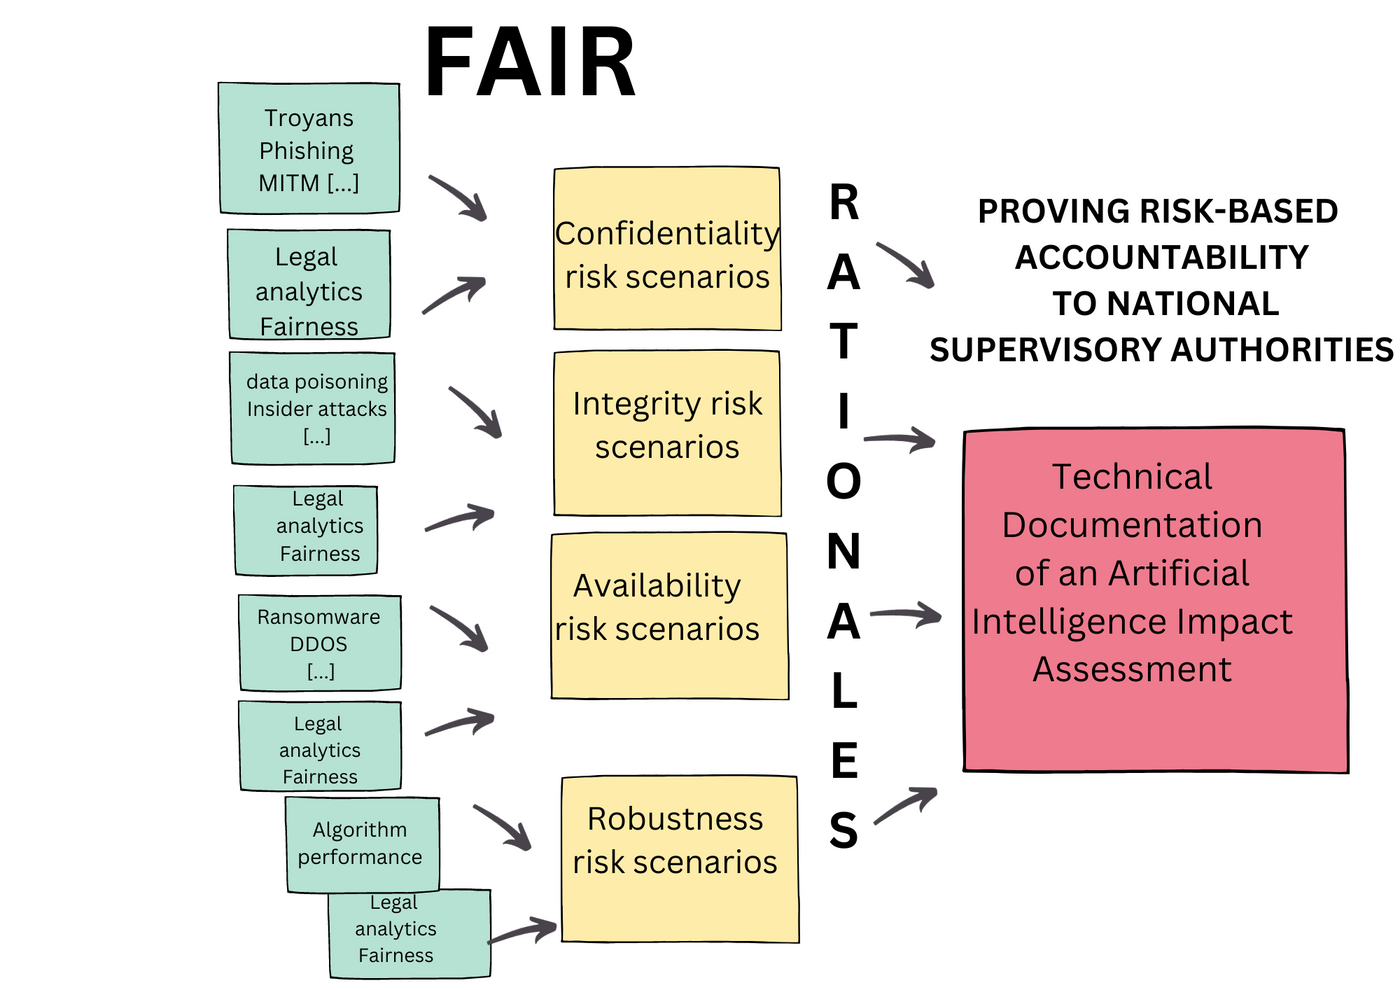 FAIR
Troyans
Phishing
MITM [...]
Legal
analytics
Fairness
data poisoning
Insider attacks
[...]
Legal
analytics
Fairness
Ransomware
DDOS
[...]
Legal
analytics
Fairness
Algorithm
performance
Legal
analytics
Fairness
Confidentiality
risk scenarios
Integrity risk
scenarios
Availability
risk scenarios
Robustness
risk scenarios
R
A
T
I
O
N
A
L
E
S
PROVING RISK-BASED
ACCOUNTABILITY
TO NATIONAL
SUPERVISORY AUTHORITIES
Technical
Documentation
of an Artificial
Intelligence Impact
Assessment